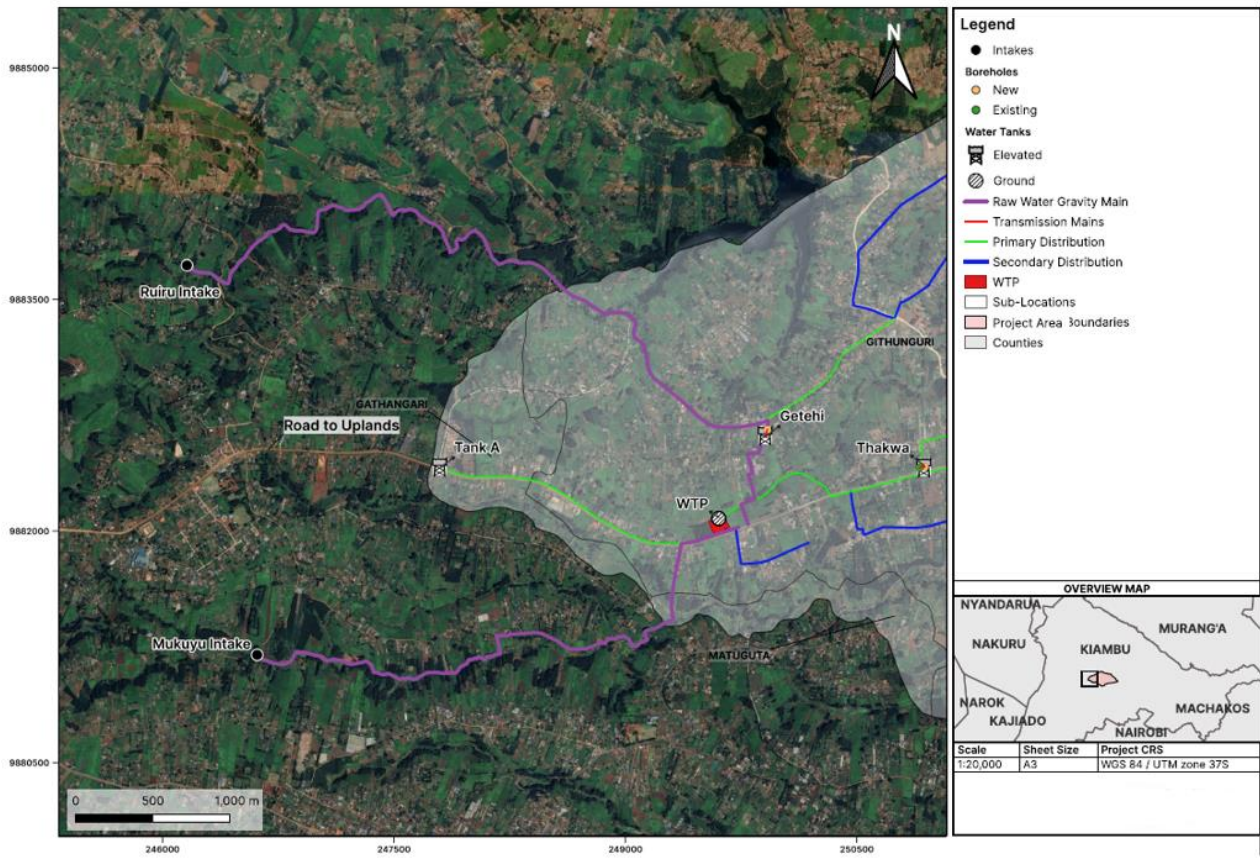 N
9885000
9883500
9882000
9880500
246000
247500
249000
250500
Ruiru Intake
GITHUNGURI
GATHANGARI
Road to Uplands
Getehi
Tank A
Thakwa
WTP
Mukuyu Intake
MATUGUTA
0 500 1,000 m
Legend
Intakes
Boreholes
New
Existing
Water Tanks
Elevated
Ground
Raw Water Gravity Main
Transmission Mains
Primary Distribution
Secondary Distribution
WTP
Sub-Locations
Project Area Boundaries
Counties
OVERVIEW MAP
NYANDARUA
MURANG'A
NAKURU
KIAMBU
NAROK
MACHAKOS
KAJIADO
NAIROBI
Scale Sheet Size Project CRS
1:20,000 A3 WGS 84 / UTM zone 37S